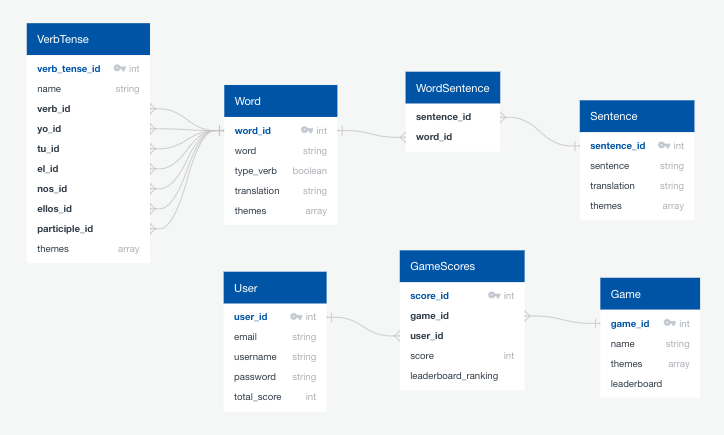 VerbTense
verb_tense_id int
name string
verb_id
yo_id
tu_id
el_id
nos_id
ellos_id
participle_id
themes array
Word
word_id int
word string
type_verb boolean
translation string
themes array
WordSentence
sentence_id
word_id
Sentence
sentence_id int
sentence string
translation string
themes array
User
user_id int
email string
username string
password string
total_score int
GameScores
score_id int
game_id
user_id
score int
leaderboard_ranking
Game
game_id int
name string
themes array
leaderboard